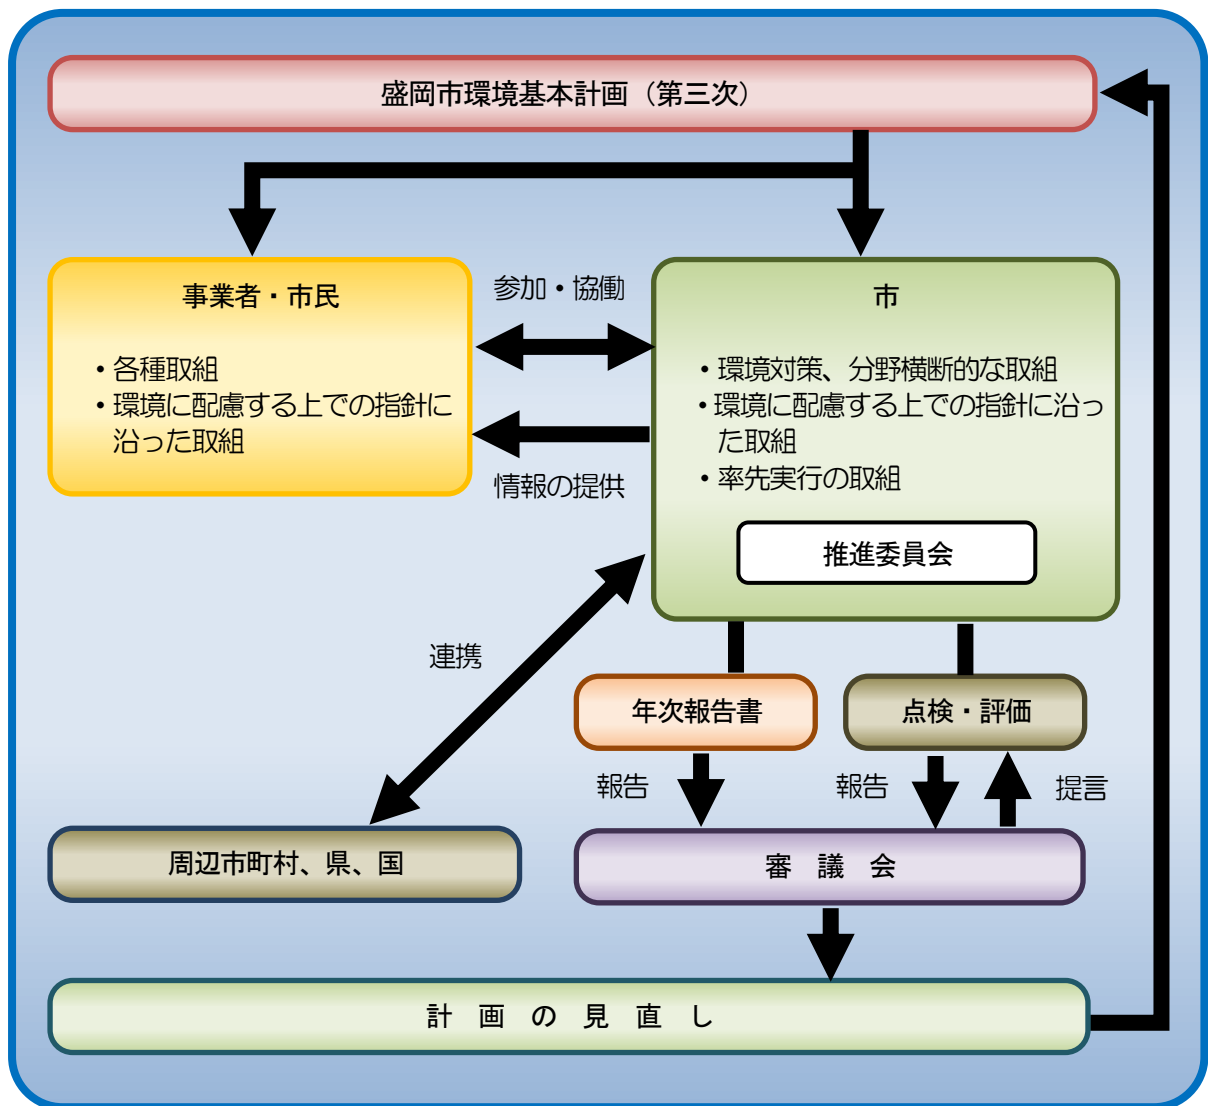 盛岡市環境基本計画（第三次）
事業者・市民
・各種取組
・環境に配慮する上での指針に
沿った取組
参加・協働
情報の提供
市
・環境対策、分野横断的な取組
・環境に配慮する上での指針に沿っ
た取組
・率先実行の取組
推進委員会
連携
年次報告書
点検・評価
報告
報告
提言
周辺市町村、県、国
審　議　会
計　画　の　見　直　し